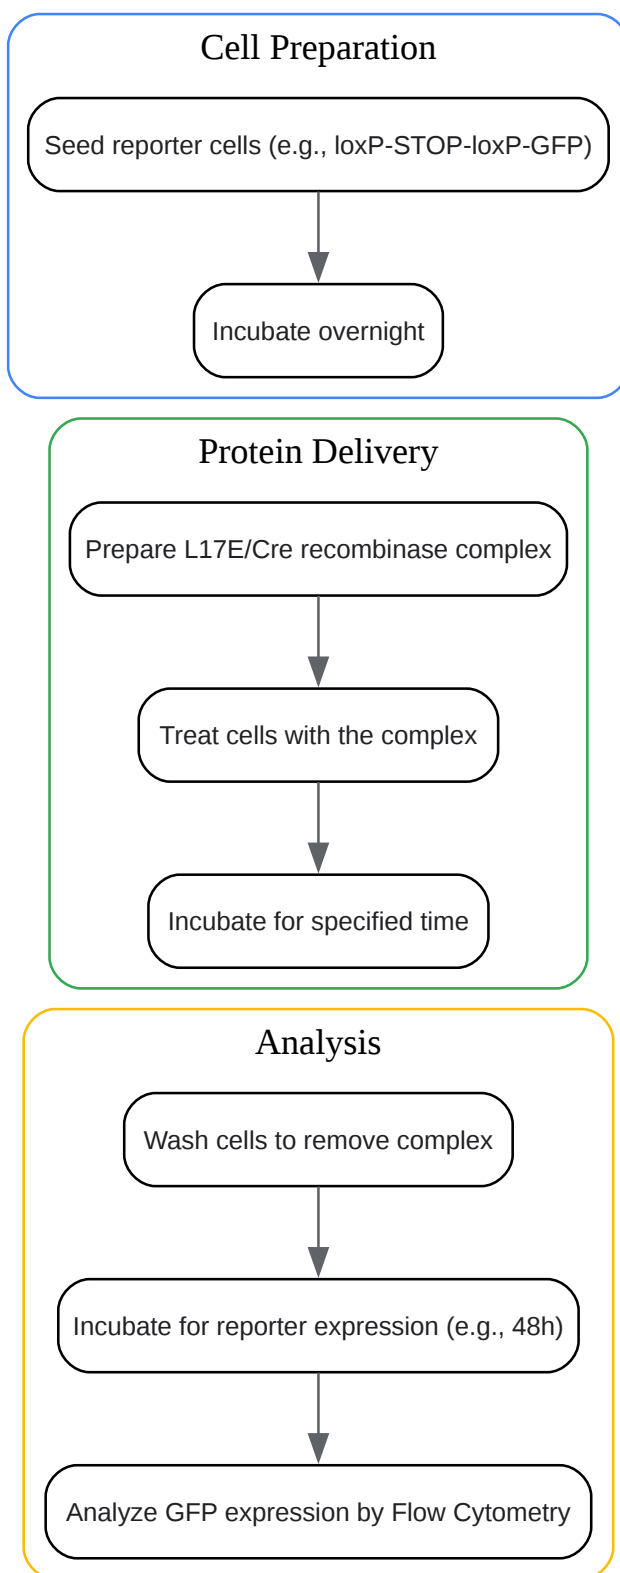 Cell Preparation
Seed reporter cells (e.g., loxP-STOP-loxP-GFP)
Incubate overnight
Protein Delivery
Prepare L17E/Cre recombinase complex
Treat cells with the complex
Incubate for specified time
Analysis
Wash cells to remove complex
Incubate for reporter expression (e.g., 48h)
Analyze GFP expression by Flow Cytometry